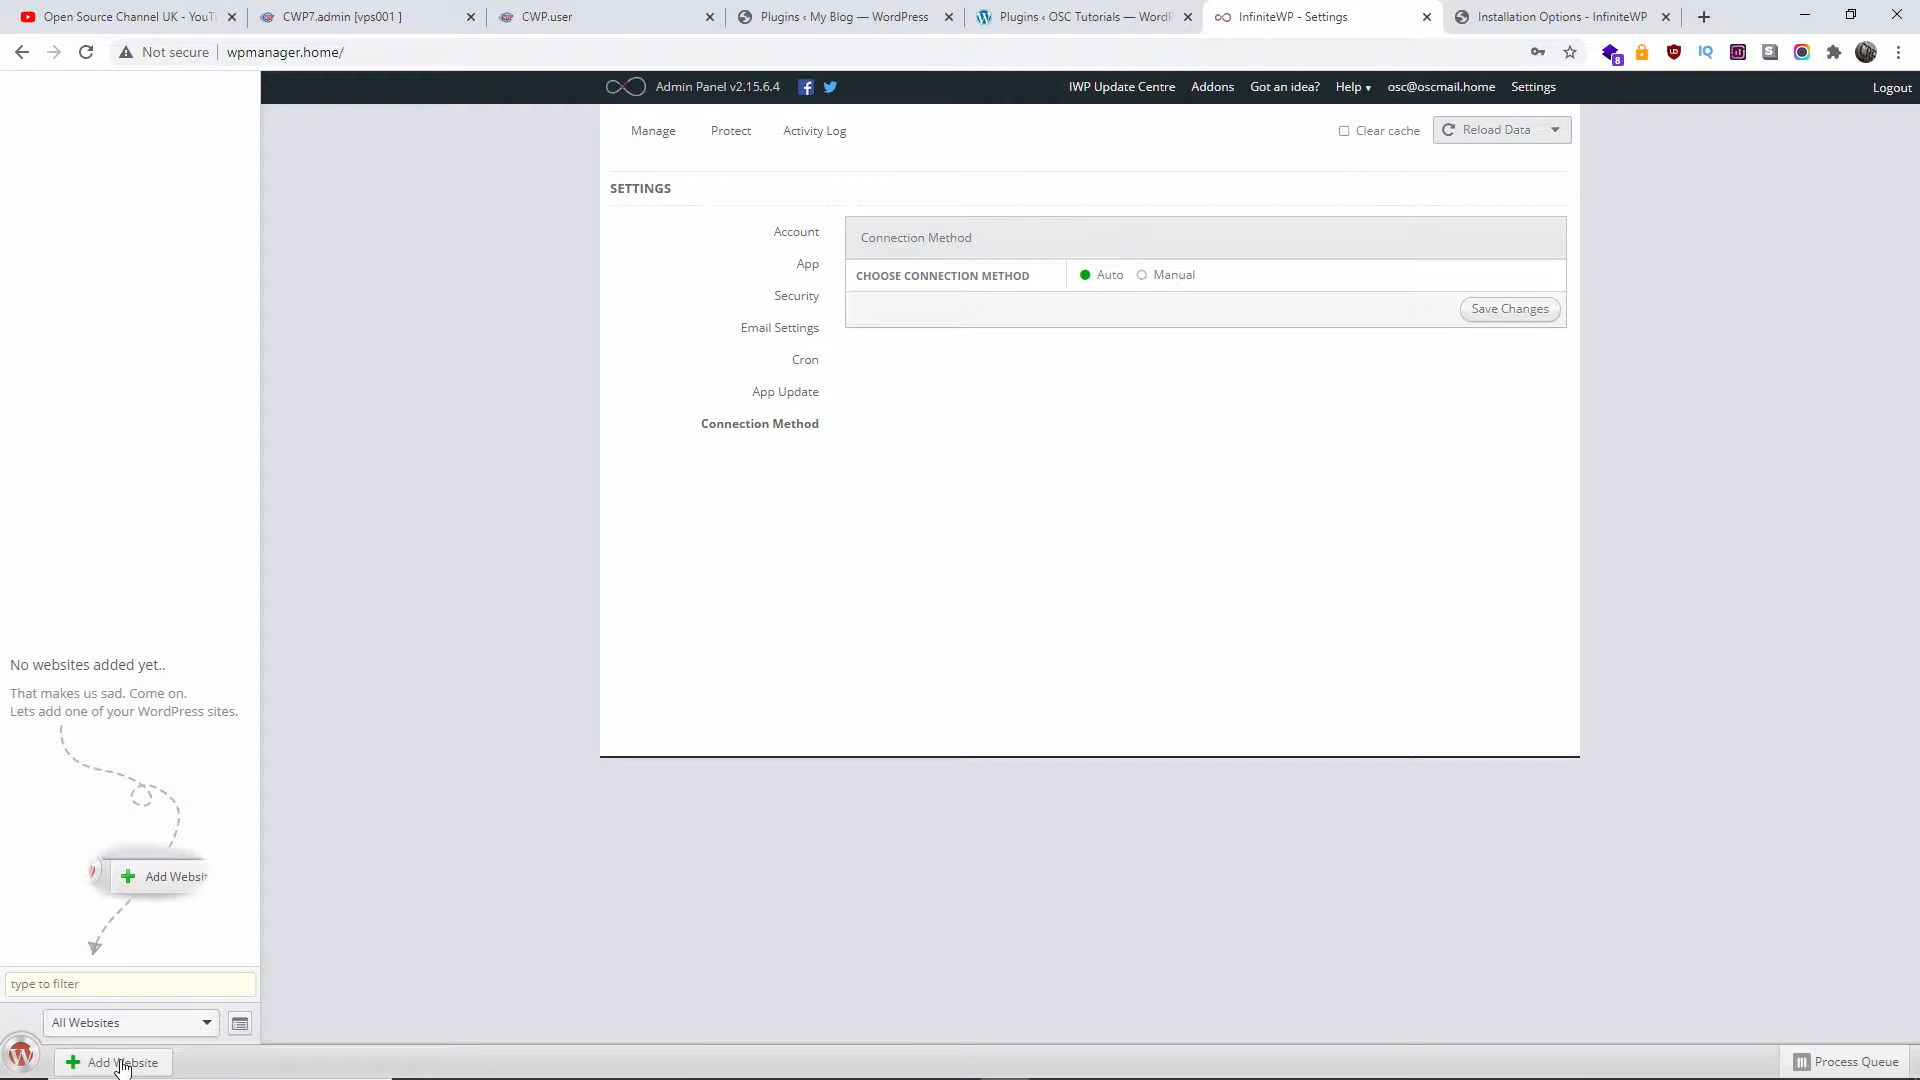 Open Source Channel UK - YouTu
CWP7.admin [vps001 ]
CWP.user
Plugins ‹ My Blog — WordPress
Plugins ‹ OSC Tutorials — WordP
InfiniteWP - Settings
Installation Options - InfiniteWP
Not secure
wpmanager.home/
8
IQ
S
Admin Panel v2.15.6.4
IWP Update Centre
Addons
Got an idea?
Help
osc@oscmail.home
Settings
Logout
Manage
Protect
Activity Log
Clear cache
Reload Data
SETTINGS
Account
App
Security
Email Settings
Cron
App Update
Connection Method
Connection Method
CHOOSE CONNECTION METHOD
Auto
Manual
Save Changes
No websites added yet..
That makes us sad. Come on.
Lets add one of your WordPress sites.
Add Websit
type to filter
All Websites
Add Website
Process Queue